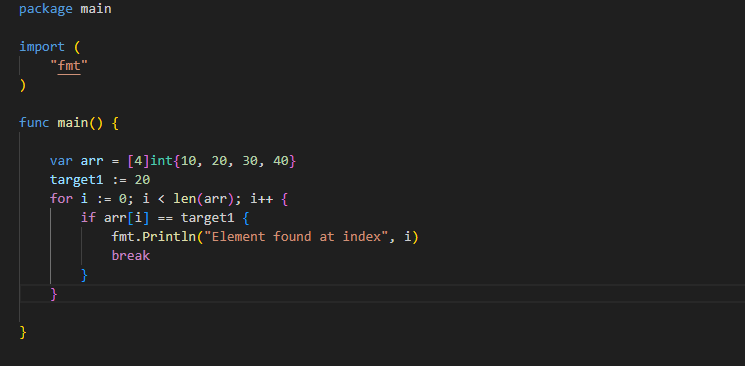 package main
import (
    "fmt"
)
func main() {
    var arr = [4]int{10, 20, 30, 40}
    target1 := 20
    for i := 0; i < len(arr); i++ {
        if arr[i] == target1 {
            fmt.Println("Element found at index", i)
            break
        }
    }
}